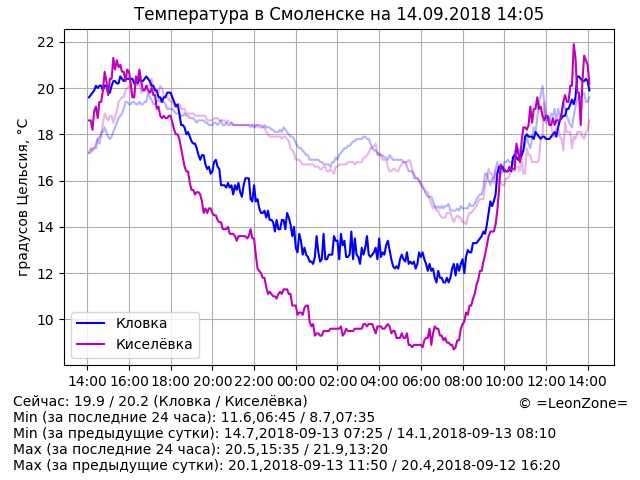 Температура в Смоленске на 14.09.2018 14:05
градусов Цельсия, °C
22
20
18
16
14
12
10
Кловка
Киселёвка
14:00 16:00 18:00 20:00 22:00 00:00 02:00 04:00 06:00 08:00 10:00 12:00 14:00
Сейчас: 19.9 / 20.2 (Кловка / Киселёвка)
© =LeonZone=
Min (за последние 24 часа): 11.6,06:45 / 8.7,07:35
Min (за предыдущие сутки): 14.7,2018-09-13 07:25 / 14.1,2018-09-13 08:10
Max (за последние 24 часа): 20.5,15:35 / 21.9,13:20
Max (за предыдущие сутки): 20.1,2018-09-13 11:50 / 20.4,2018-09-12 16:20